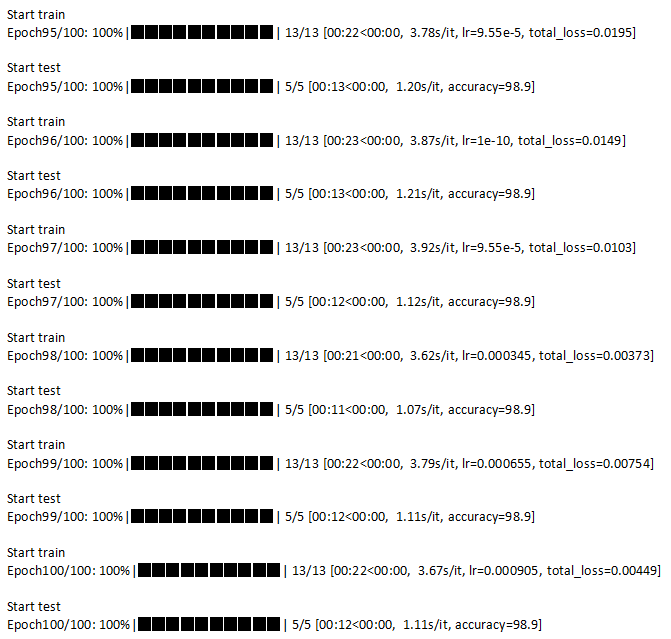 Start train
Epoch95/100: 100%|██████████| 13/13 [00:22<00:00, 3.78s/it, lr=9.55e-5, total_loss=0.0195]
Start test
Epoch95/100: 100%|██████████| 5/5 [00:13<00:00, 1.20s/it, accuracy=98.9]
Start train
Epoch96/100: 100%|██████████| 13/13 [00:23<00:00, 3.87s/it, lr=1e-10, total_loss=0.0149]
Start test
Epoch96/100: 100%|██████████| 5/5 [00:13<00:00, 1.21s/it, accuracy=98.9]
Start train
Epoch97/100: 100%|██████████| 13/13 [00:23<00:00, 3.92s/it, lr=9.55e-5, total_loss=0.0103]
Start test
Epoch97/100: 100%|██████████| 5/5 [00:12<00:00, 1.12s/it, accuracy=98.9]
Start train
Epoch98/100: 100%|██████████| 13/13 [00:21<00:00, 3.62s/it, lr=0.000345, total_loss=0.00373]
Start test
Epoch98/100: 100%|██████████| 5/5 [00:11<00:00, 1.07s/it, accuracy=98.9]
Start train
Epoch99/100: 100%|██████████| 13/13 [00:22<00:00, 3.79s/it, lr=0.000655, total_loss=0.00754]
Start test
Epoch99/100: 100%|██████████| 5/5 [00:12<00:00, 1.11s/it, accuracy=98.9]
Start train
Epoch100/100: 100%|██████████| 13/13 [00:22<00:00, 3.67s/it, lr=0.000905, total_loss=0.00449]
Start test
Epoch100/100: 100%|██████████| 5/5 [00:12<00:00, 1.11s/it, accuracy=98.9]